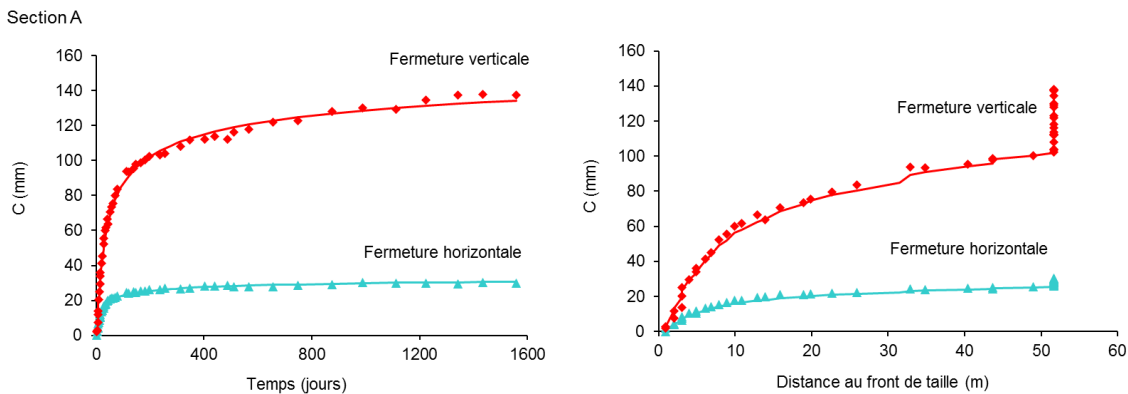 Section A
160
140
120
100
80
60
40
20
0
C (mm)
Fermeture verticale
Fermeture horizontale
0 400 800 1200 1600
Temps (jours)
160
140
120
100
80
60
40
20
0
C (mm)
Fermeture verticale
Fermeture horizontale
0 10 20 30 40 50 60
Distance au front de taille (m)